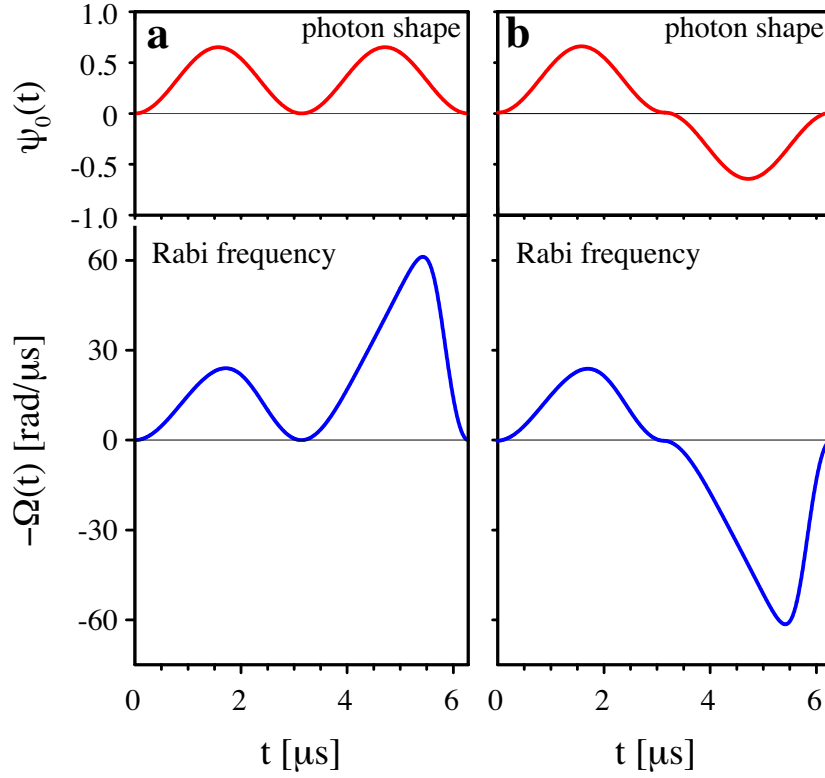 a
photon shape
b
photon shape
1.0
0.5
0
-0.5
-1.0
ψ₀(t)
Rabi frequency
Rabi frequency
60
30
0
-30
-60
−Ω(t) [rad/μs]
0 2 4 6
0 2 4 6
t [μs]
t [μs]